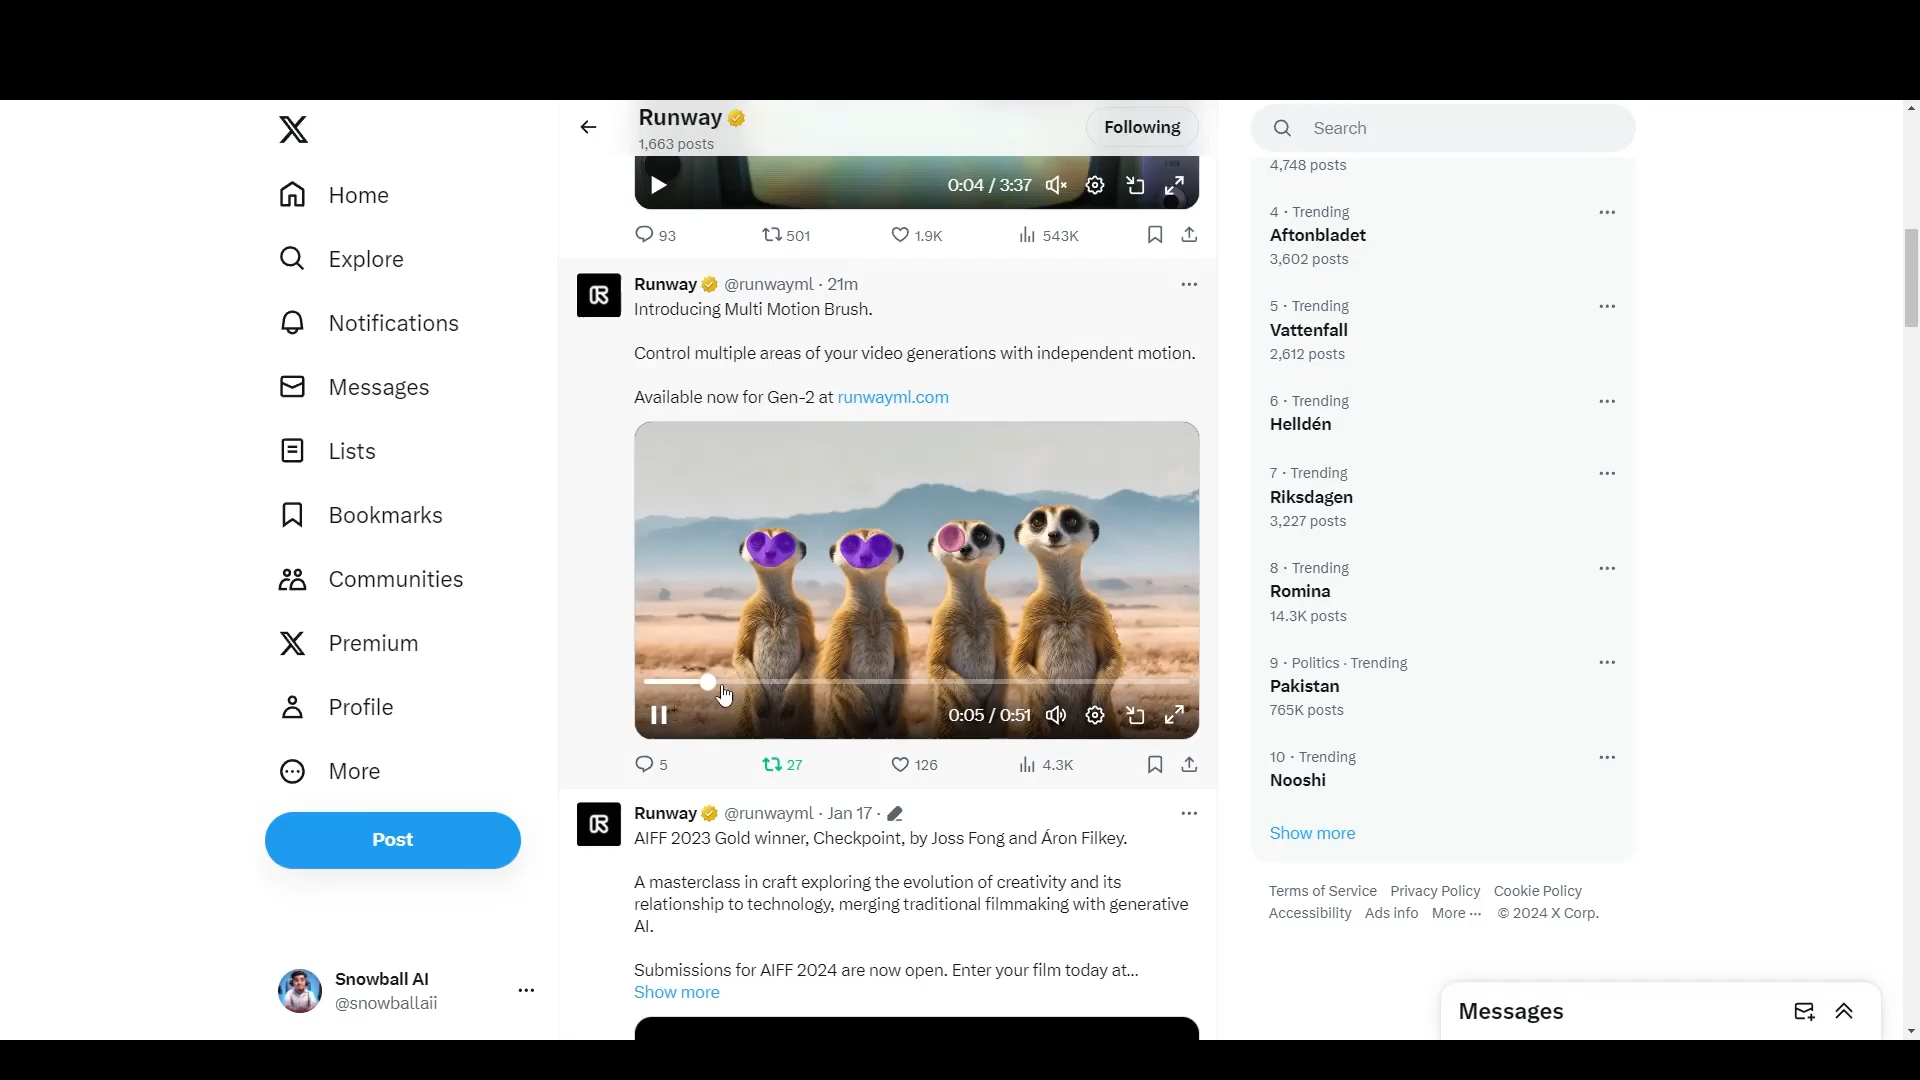 Home
Explore
Notifications
Messages
Lists
Bookmarks
Communities
Premium
Profile
More
Post
Snowball AI
@snowballaii
Runway
1,663 posts
Following
0:04 / 3:37
93
501
1.9K
543K
Runway @runwayml · 21m
Introducing Multi Motion Brush.
Control multiple areas of your video generations with independent motion.
Available now for Gen-2 at runwayml.com
0:05 / 0:51
5
27
126
4.3K
Runway @runwayml · Jan 17 ·
AIFF 2023 Gold winner, Checkpoint, by Joss Fong and Áron Filkey.
A masterclass in craft exploring the evolution of creativity and its
relationship to technology, merging traditional filmmaking with generative
AI.
Submissions for AIFF 2024 are now open. Enter your film today at...
Show more
Search
4,748 posts
4 · Trending
Aftonbladet
3,602 posts
5 · Trending
Vattenfall
2,612 posts
6 · Trending
Helldén
7 · Trending
Riksdagen
3,227 posts
8 · Trending
Romina
14.3K posts
9 · Politics · Trending
Pakistan
765K posts
10 · Trending
Nooshi
Show more
Terms of Service Privacy Policy Cookie Policy
Accessibility Ads info More ··· © 2024 X Corp.
Messages